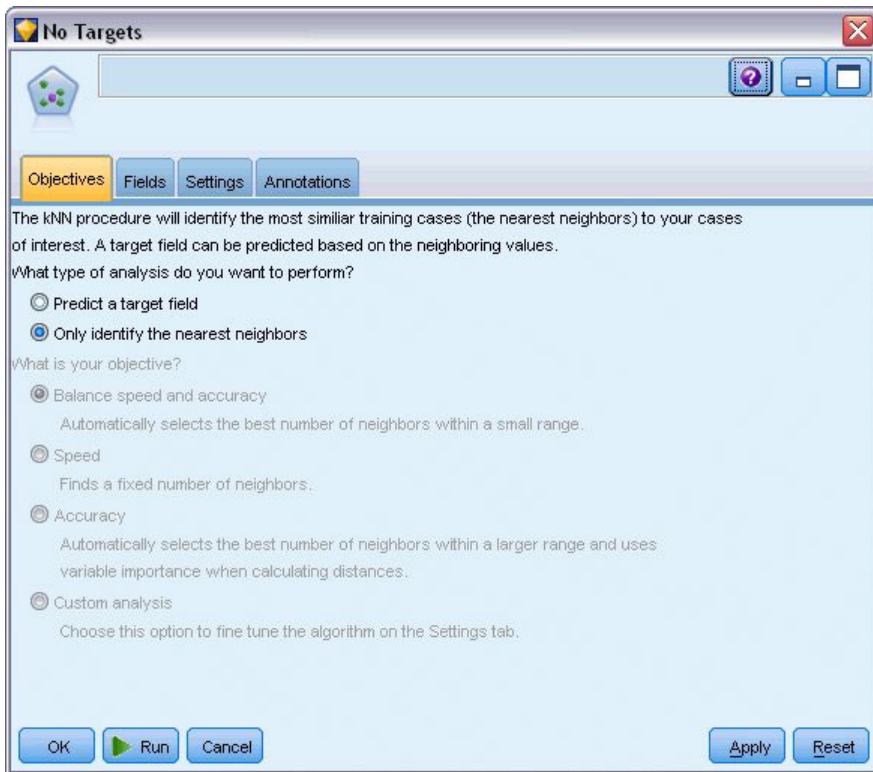 No Targets
Objectives Fields Settings Annotations
The kNN procedure will identify the most similiar training cases (the nearest neighbors) to your cases
of interest. A target field can be predicted based on the neighboring values.
What type of analysis do you want to perform?
Predict a target field
Only identify the nearest neighbors
What is your objective?
Balance speed and accuracy
Automatically selects the best number of neighbors within a small range.
Speed
Finds a fixed number of neighbors.
Accuracy
Automatically selects the best number of neighbors within a larger range and uses
variable importance when calculating distances.
Custom analysis
Choose this option to fine tune the algorithm on the Settings tab.
OK Run Cancel Apply Reset